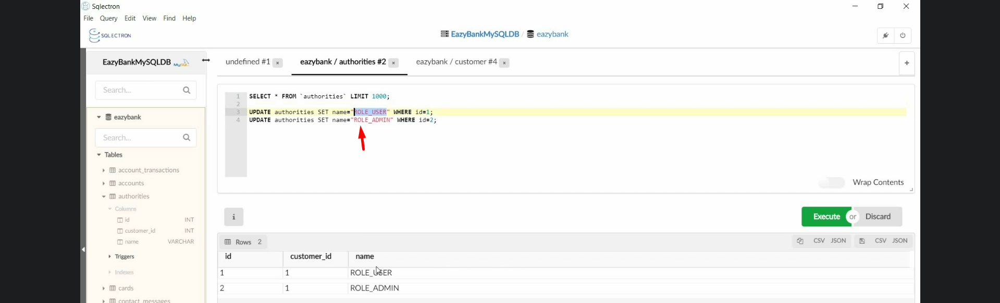 Sqlectron
File Query Edit View Find Help
SQLECTRON
EazyBankMySQLDB / eazybank
EazyBankMySQLDB MySQL
undefined #1 ×
eazybank / authorities #2 ×
eazybank / customer #4 ×
+
Search...
eazybank
Search...
Tables
account_transactions
accounts
authorities
Columns
id INT
customer_id INT
name VARCHAR
Triggers
Indexes
cards
contact_messages
1 SELECT * FROM `authorities` LIMIT 1000;
2
3 UPDATE authorities SET name="ROLE_USER" WHERE id=1;
4 UPDATE authorities SET name="ROLE_ADMIN" WHERE id=2;
Wrap Contents
i
Execute or Discard
Rows 2
CSV JSON CSV JSON
id customer_id name
1 1 ROLE_USER
2 1 ROLE_ADMIN